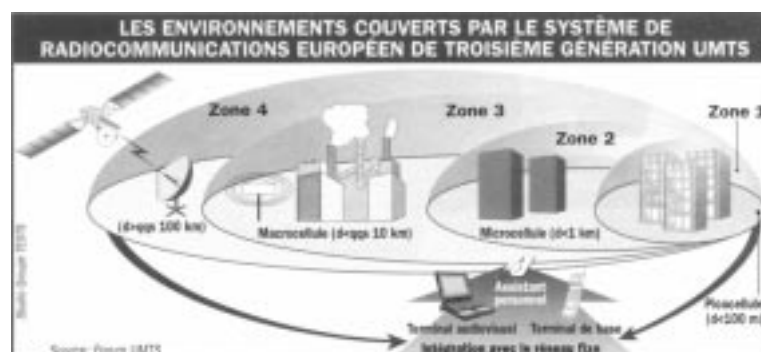 LES ENVIRONNEMENTS COUVERTS PAR LE SYSTÈME DE
RADIOCOMMUNICATIONS EUROPÉEN DE TROISIÈME GÉNÉRATION UMTS
Zone 4
Zone 3
Zone 2
Zone 1
(d>qqs 100 km)
Macrocellule (d<qqs 10 km)
Microcellule (d<1 km)
Picocellule
(d<100 m)
Assistant
personnel
Terminal audiovisuel
Terminal de base
Intégration avec le réseau fixe
Source: Forum UMTS